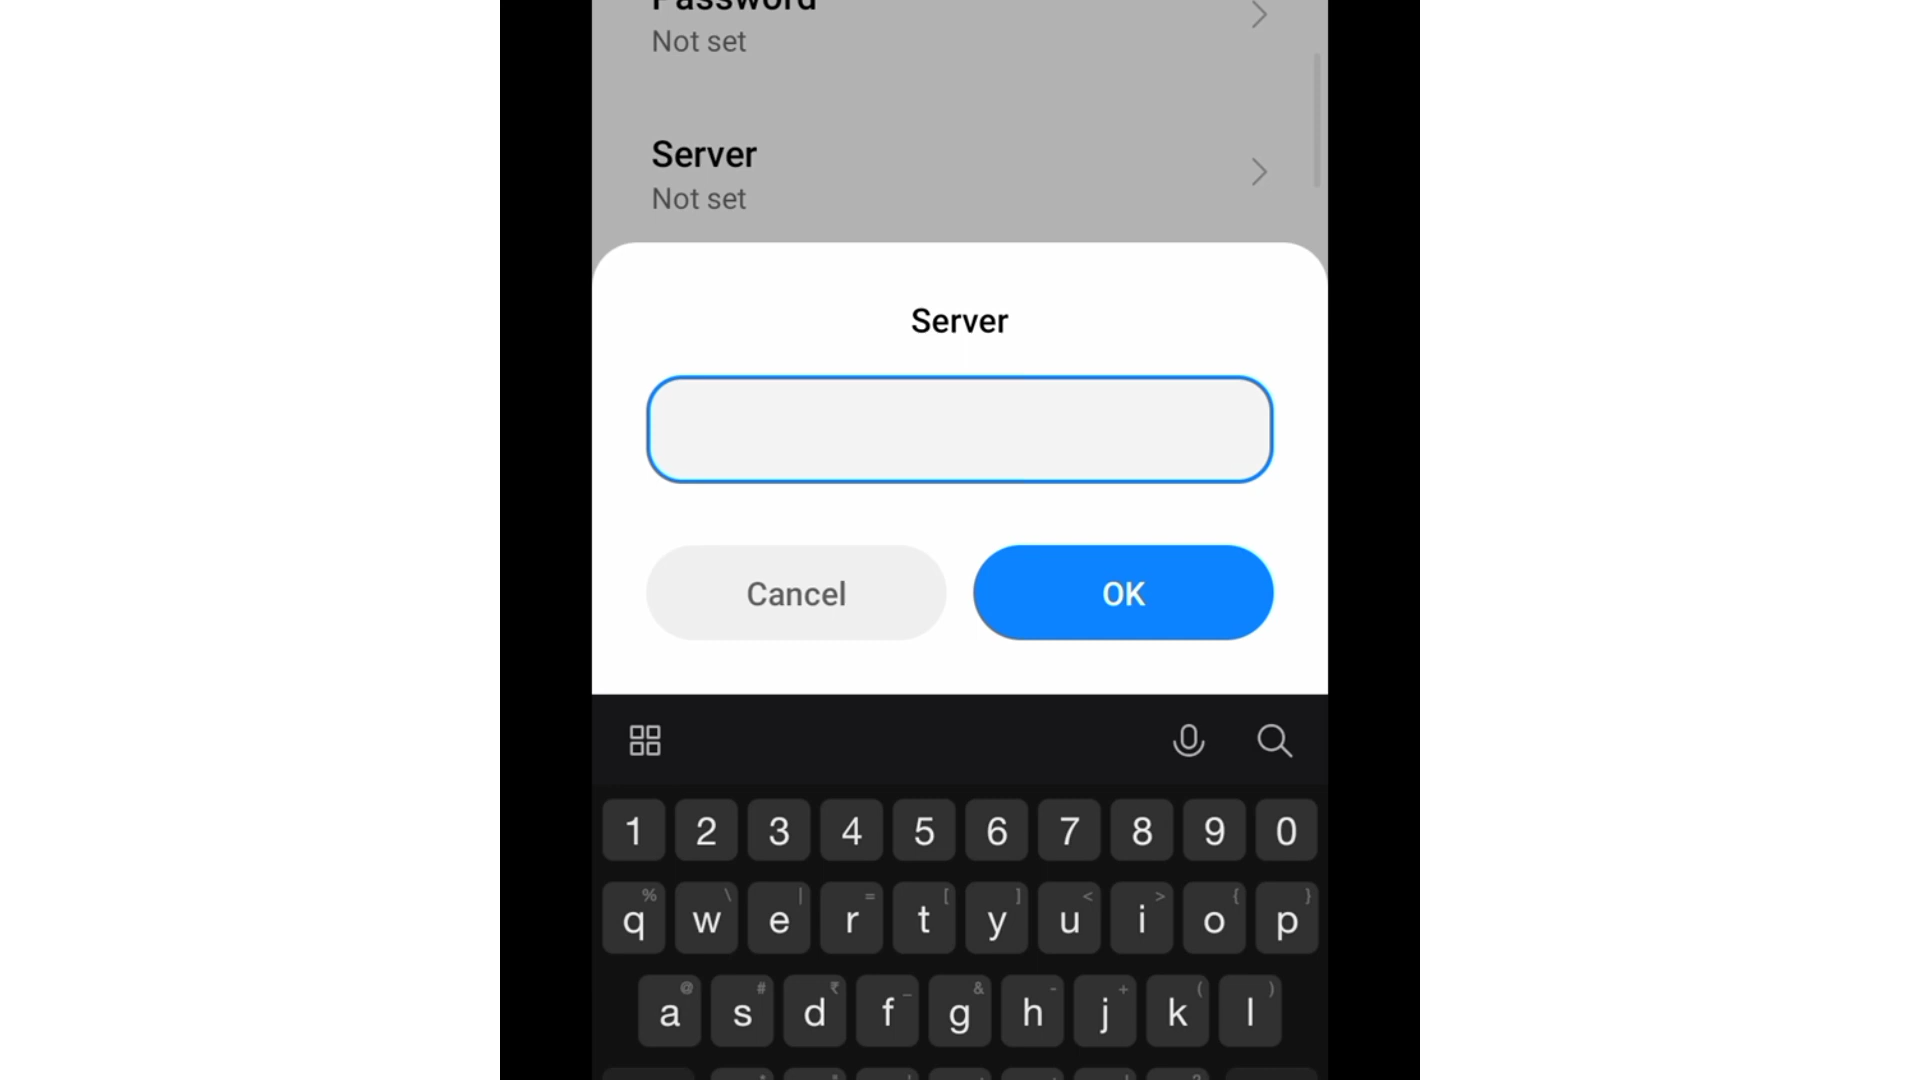 Password
Not set
Server
Not set
Server
Cancel
OK
1 2 3 4 5 6 7 8 9 0
% \ | = [ ] < > { }
q w e r t y u i o p
@ # ₹ _ & - + ( )
a s d f g h j k l